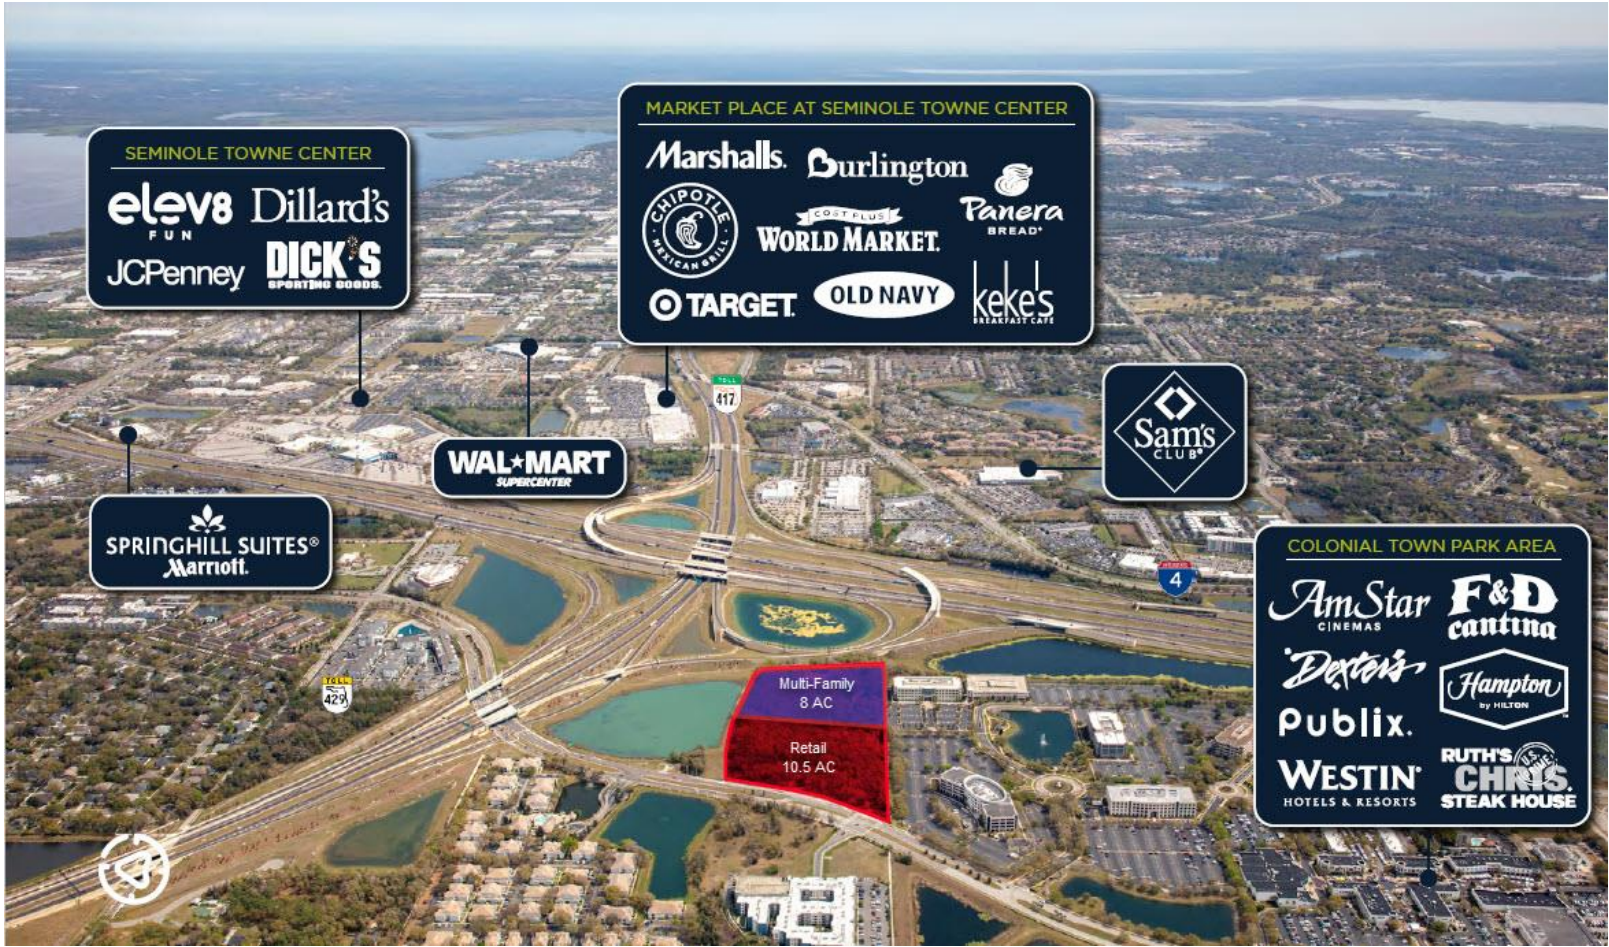 SEMINOLE TOWNE CENTER
elev8
FUN
Dillard's
JCPenney
DICK'S
SPORTING GOODS.
MARKET PLACE AT SEMINOLE TOWNE CENTER
Marshalls.
Burlington
CHIPOTLE
MEXICAN GRILL
COST PLUS
WORLD MARKET.
Panera
BREAD®
TARGET.
OLD NAVY
keke's
BREAKFAST CAFE
TOLL
417
WAL★MART
SUPERCENTER
Sam's
CLUB®
SPRINGHILL SUITES®
Marriott.
4
TOLL
429
Multi-Family
8 AC
Retail
10.5 AC
COLONIAL TOWN PARK AREA
AmStar
CINEMAS
F&D
cantina
Dexter's
Hampton
by HILTON
Publix.
WESTIN®
HOTELS & RESORTS
RUTH'S
U.S.
PRIME
CHRIS.
STEAK HOUSE